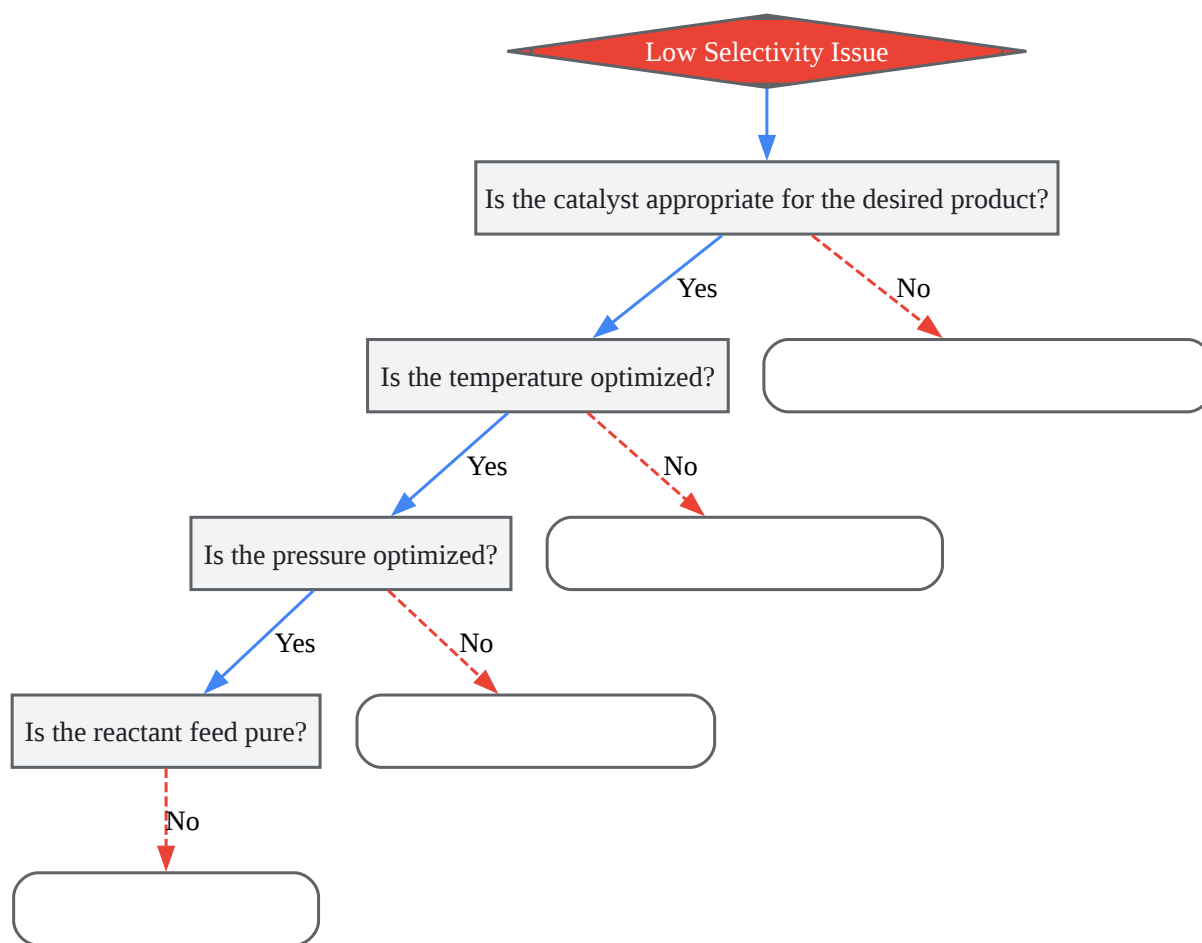 Low Selectivity Issue
Is the catalyst appropriate for the desired product?
Yes
No
Is the temperature optimized?
Yes
No
Is the pressure optimized?
Yes
No
Is the reactant feed pure?
No